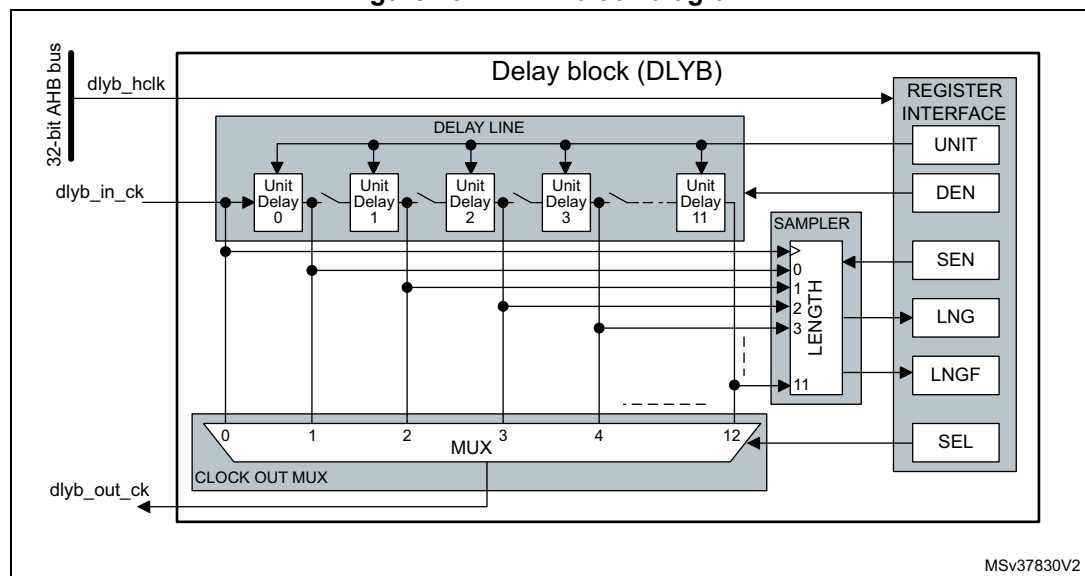 Delay block (DLYB)
32-bit AHB bus
dlyb_hclk
REGISTER
INTERFACE
DELAY LINE
UNIT
dlyb_in_ck
Unit
Delay
0
Unit
Delay
1
Unit
Delay
2
Unit
Delay
3
Unit
Delay
11
DEN
SAMPLER
SEN
0
1
2
3
11
LENGTH
LNG
LNGF
0
1
2
3
4
12
MUX
SEL
CLOCK OUT MUX
dlyb_out_ck
MSv37830V2